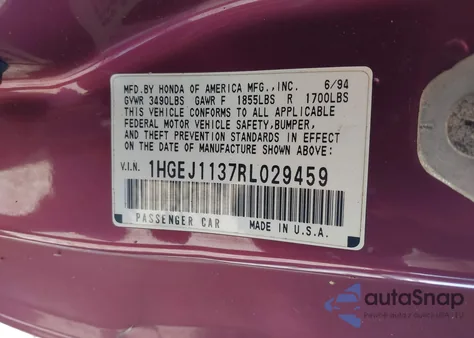 MFD.BY HONDA OF AMERICA MFG.,INC. 6/94
GVWR 3490LBS GAWR F 1855LBS R 1700LBS
THIS VEHICLE CONFORMS TO ALL APPLICABLE
FEDERAL MOTOR VEHICLE SAFETY,BUMPER,
AND THEFT PREVENTION STANDARDS IN EFFECT
ON THE DATE OF MANUFACTURE SHOWN ABOVE.
V.I.N. 1HGEJ1137RL029459
PASSENGER CAR MADE IN U.S.A.
autoSnap